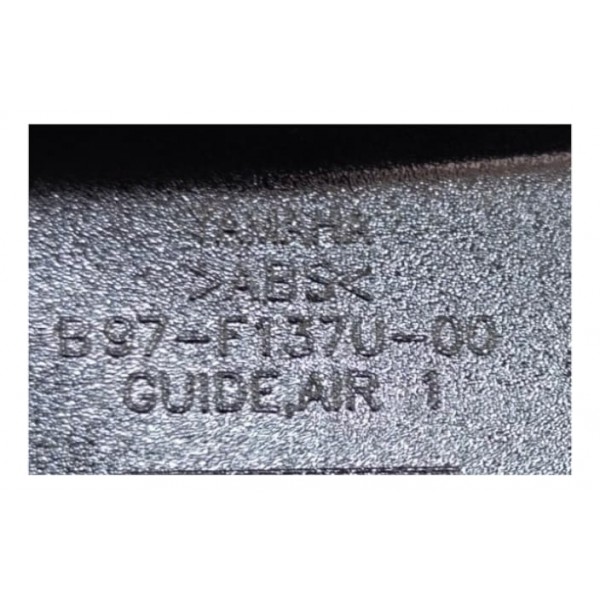 YAMAHA
>ABS<
B97-F137U-00
GUIDE,AIR 1